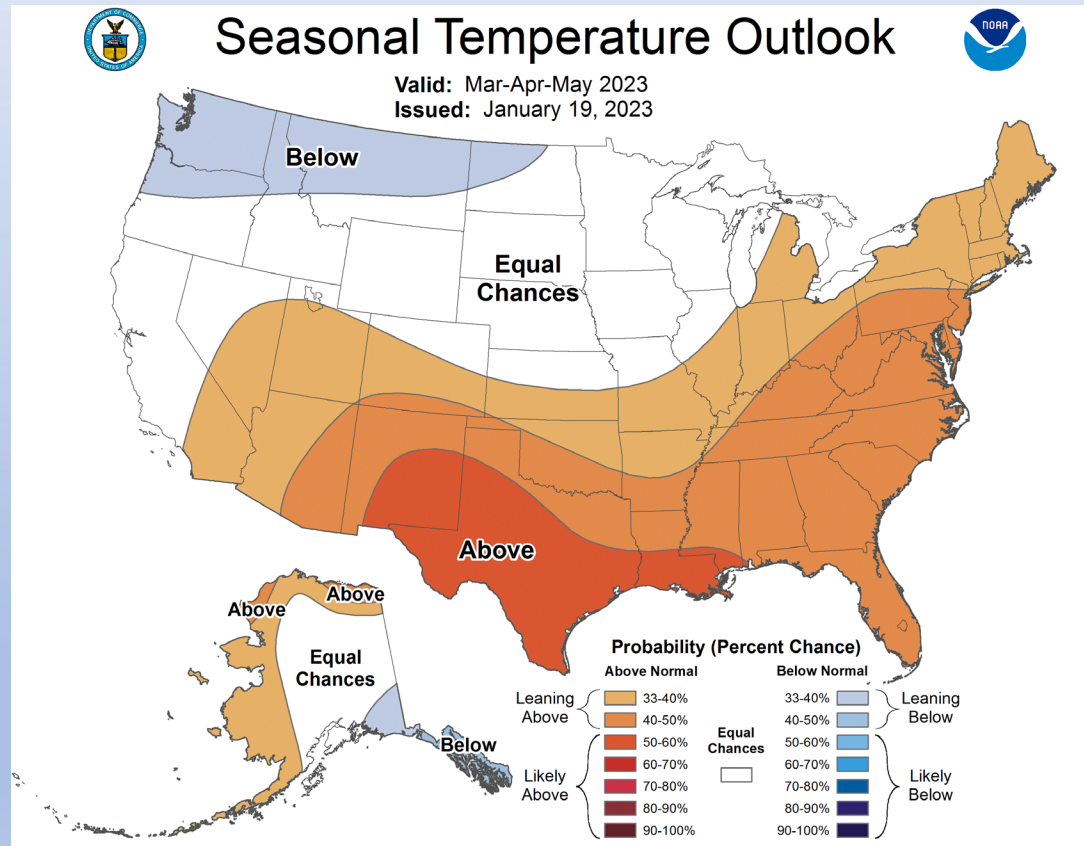 Seasonal Temperature Outlook
NOAA
Valid: Mar-Apr-May 2023
Issued: January 19, 2023
Below
Equal
Chances
Above
Above
Above
Equal
Chances
Below
Probability (Percent Chance)
Above Normal
Below Normal
Leaning
Above
33-40%
40-50%
50-60%
60-70%
70-80%
80-90%
90-100%
Likely
Above
Equal
Chances
33-40%
40-50%
50-60%
60-70%
70-80%
80-90%
90-100%
Leaning
Below
Likely
Below